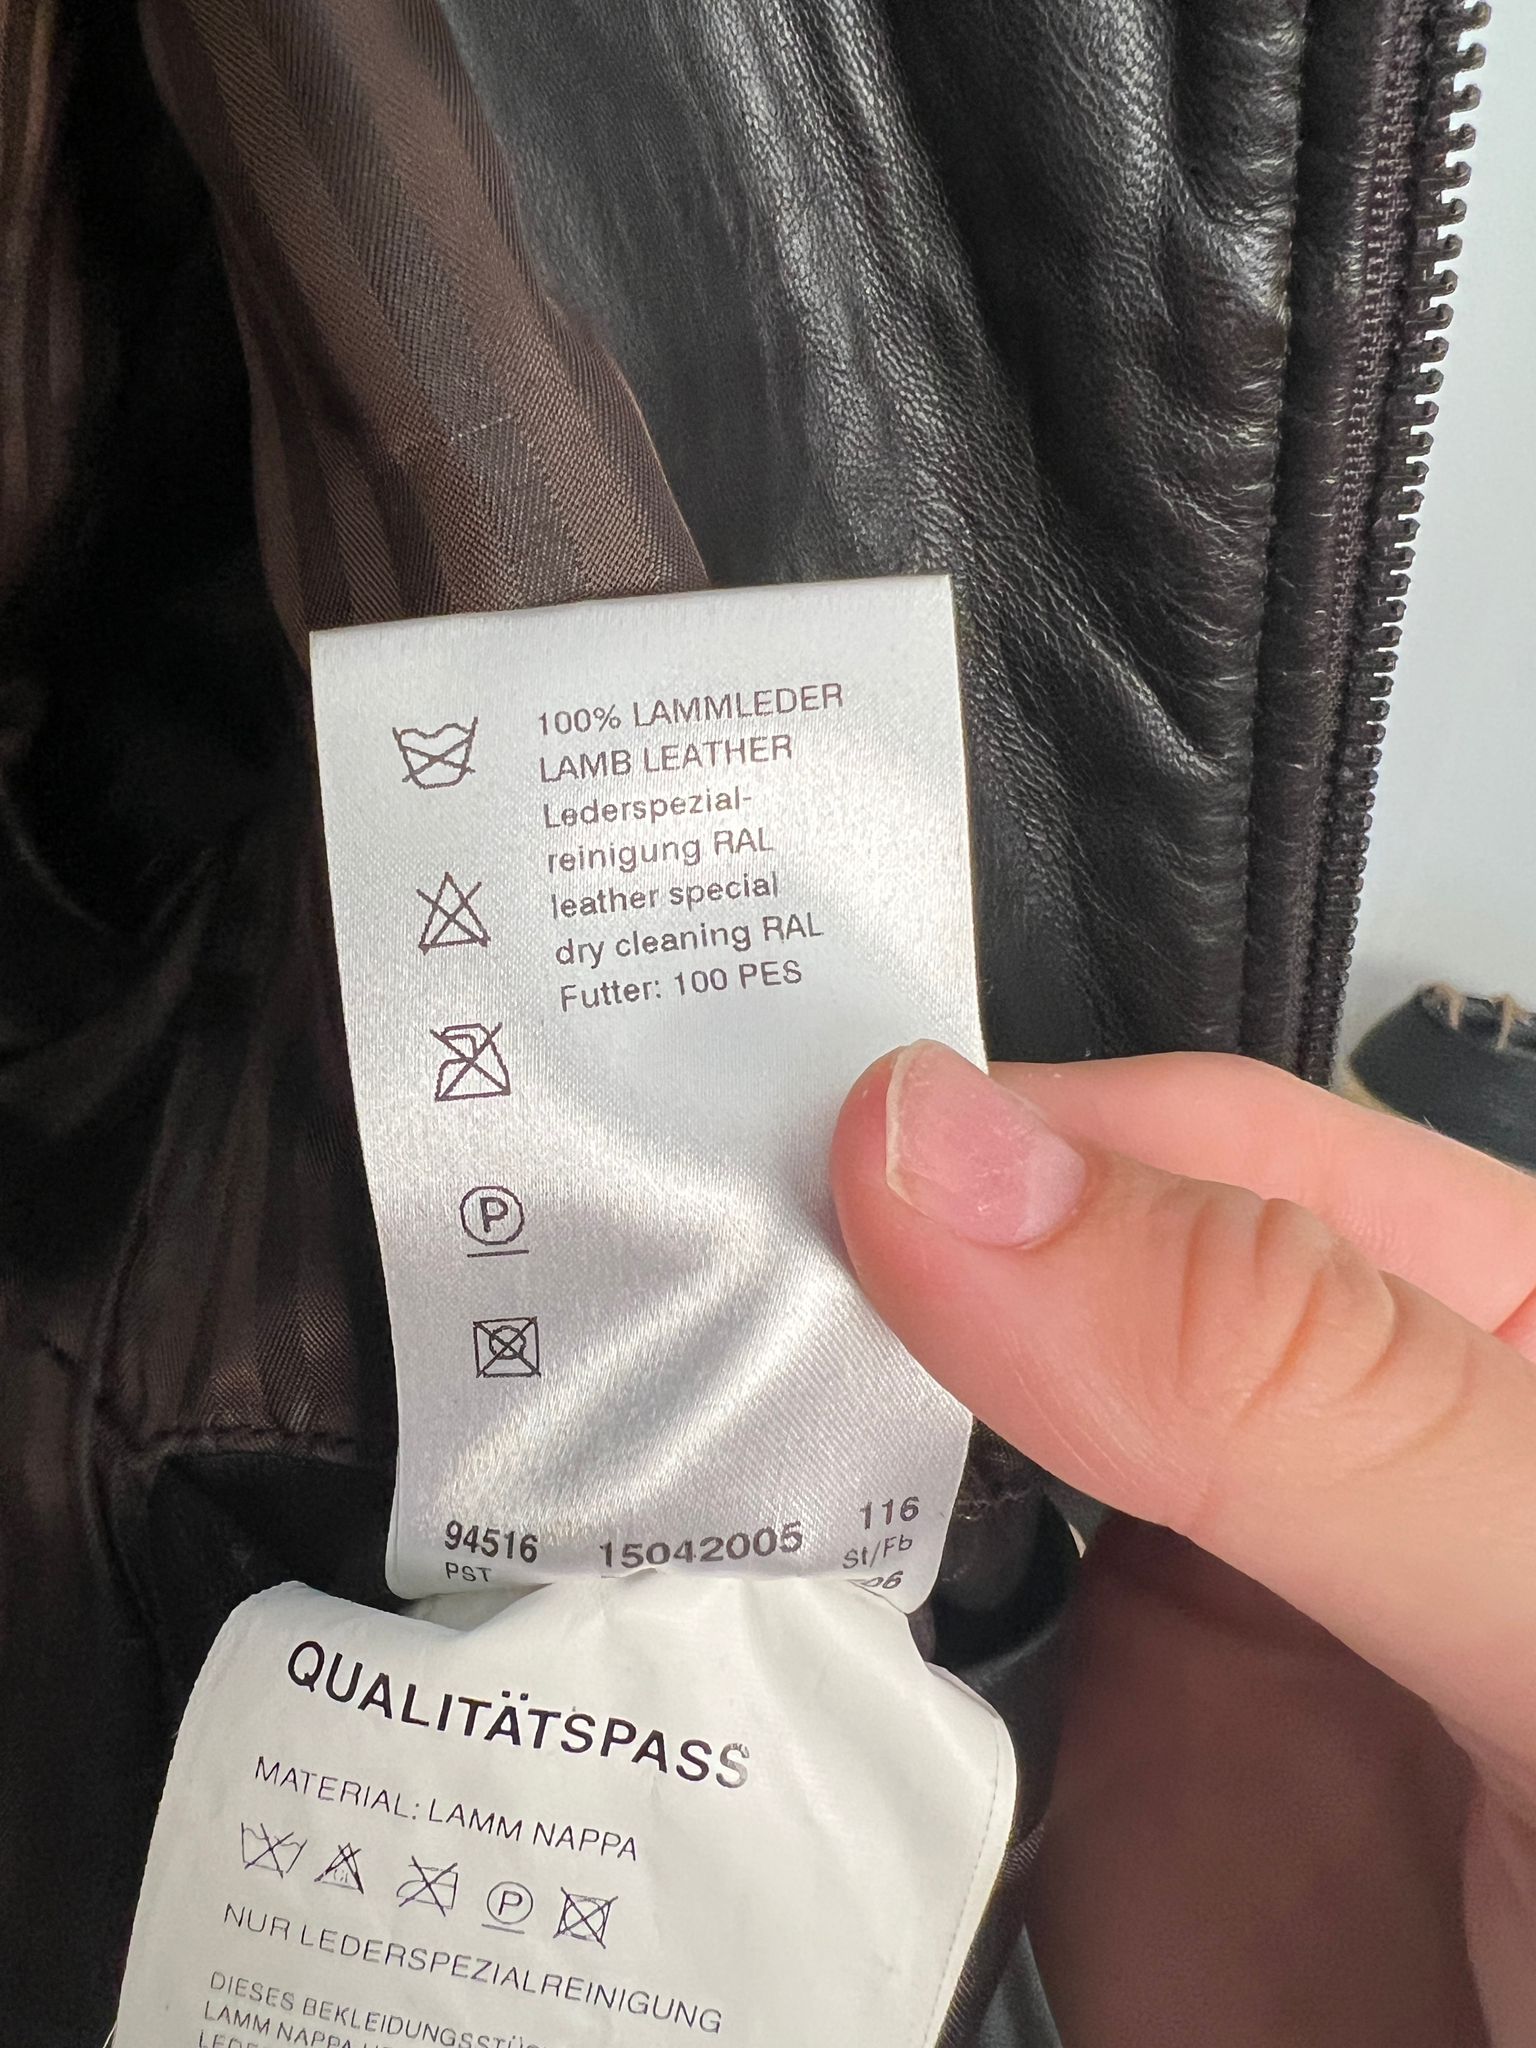 100% LAMMLEDER
LAMB LEATHER
Lederspezial-
reinigung RAL
leather special
dry cleaning RAL
Futter: 100 PES
P
94516 15042005 116
PST St/Fb
QUALITÄTSPASS
MATERIAL: LAMM NAPPA
P
NUR LEDERSPEZIALREINIGUNG
DIESES
LAMM NAPPA